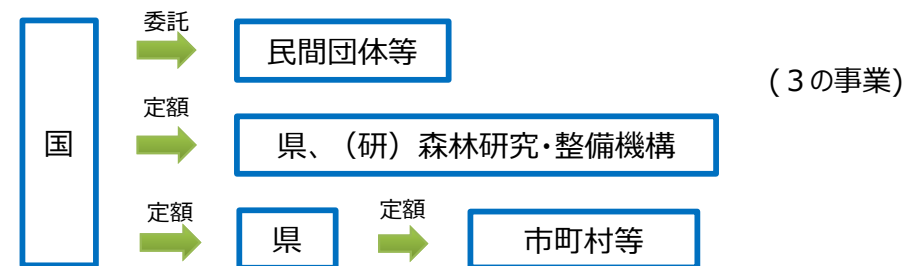 委託
民間団体等
(３の事業)
定額
国
県、（研）森林研究・整備機構
定額
定額
県
市町村等